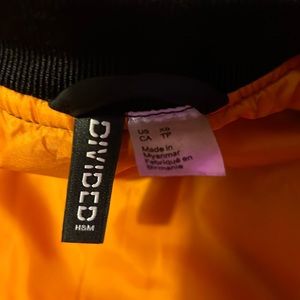 DIVIDED
H&M
US XS
CA TP
Made in
Myanmar
Fabriqué en
Birmanie